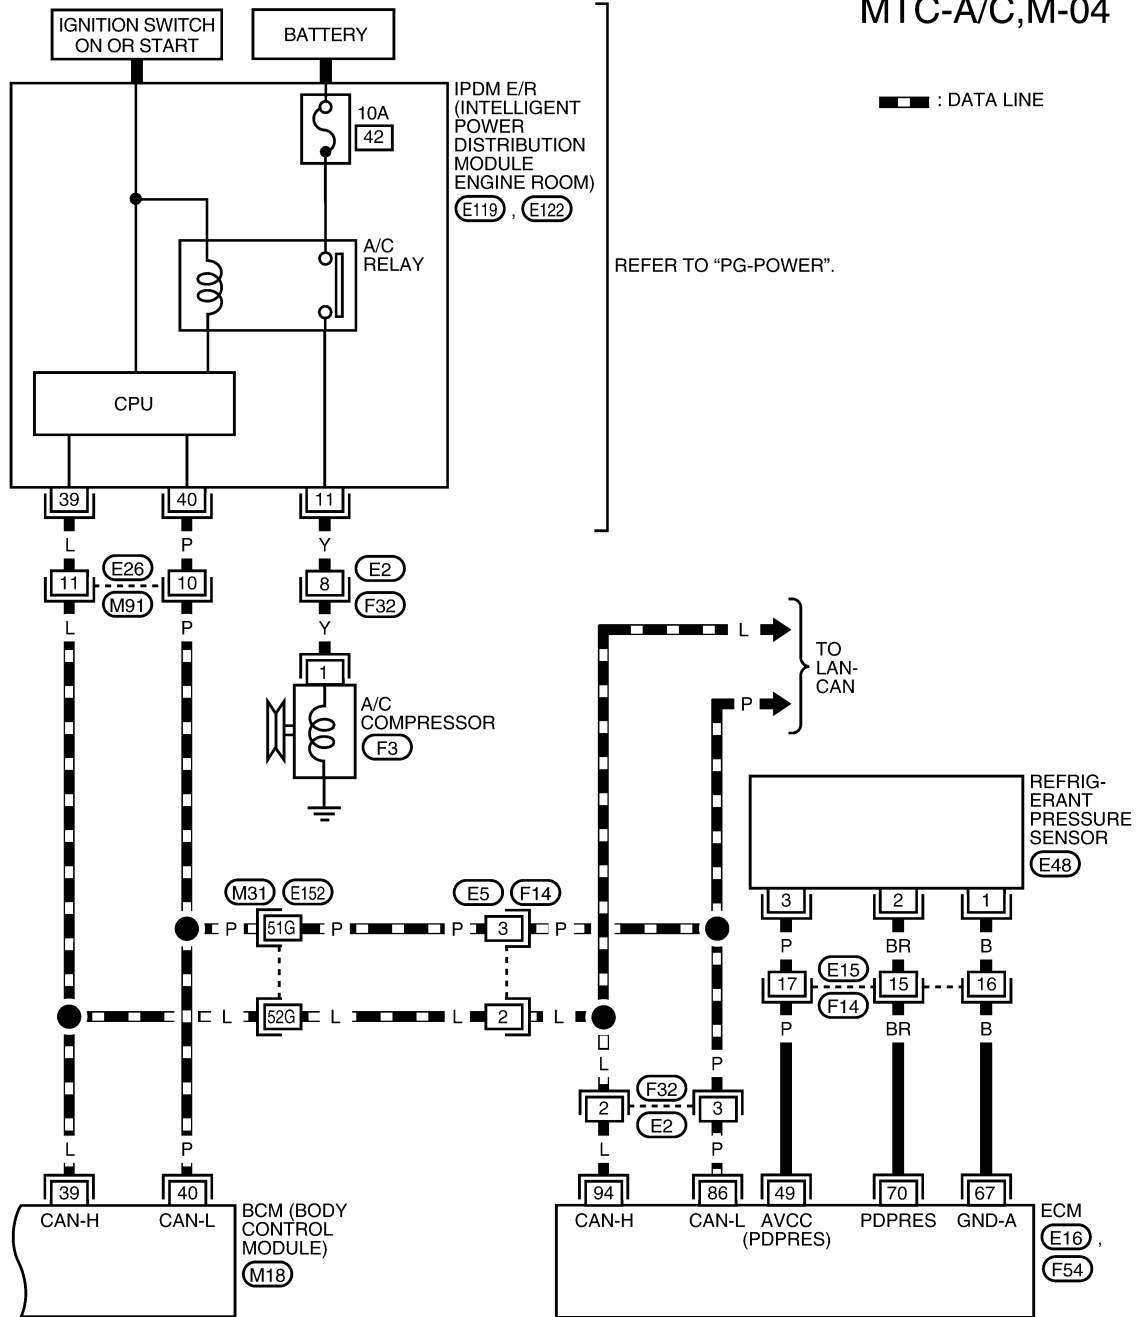 MTC-A/C,M-04
IGNITION SWITCH
ON OR START
BATTERY
: DATA LINE
10A
42
IPDM E/R
(INTELLIGENT
POWER
DISTRIBUTION
MODULE
ENGINE ROOM)
E119 , E122
A/C
RELAY
REFER TO “PG-POWER”.
CPU
39 40 11
L P Y
11 E26 10 8 E2
M91 F32
L P Y
1
A/C
COMPRESSOR
F3
L
P
TO
LAN-
CAN
REFRIG-
ERANT
PRESSURE
SENSOR
E48
3 2 1
M31 E152 E5 F14
P 51G P P 3 P
P BR B
17 E15 15 16
F14
L 52G L L 2 L
P BR B
L P
2 F32 3
E2
L P L P
39 40 94 86 49 70 67
CAN-H CAN-L CAN-H CAN-L AVCC PDPRES GND-A
(PDPRES)
BCM (BODY
CONTROL
MODULE)
M18
ECM
E16 ,
F54